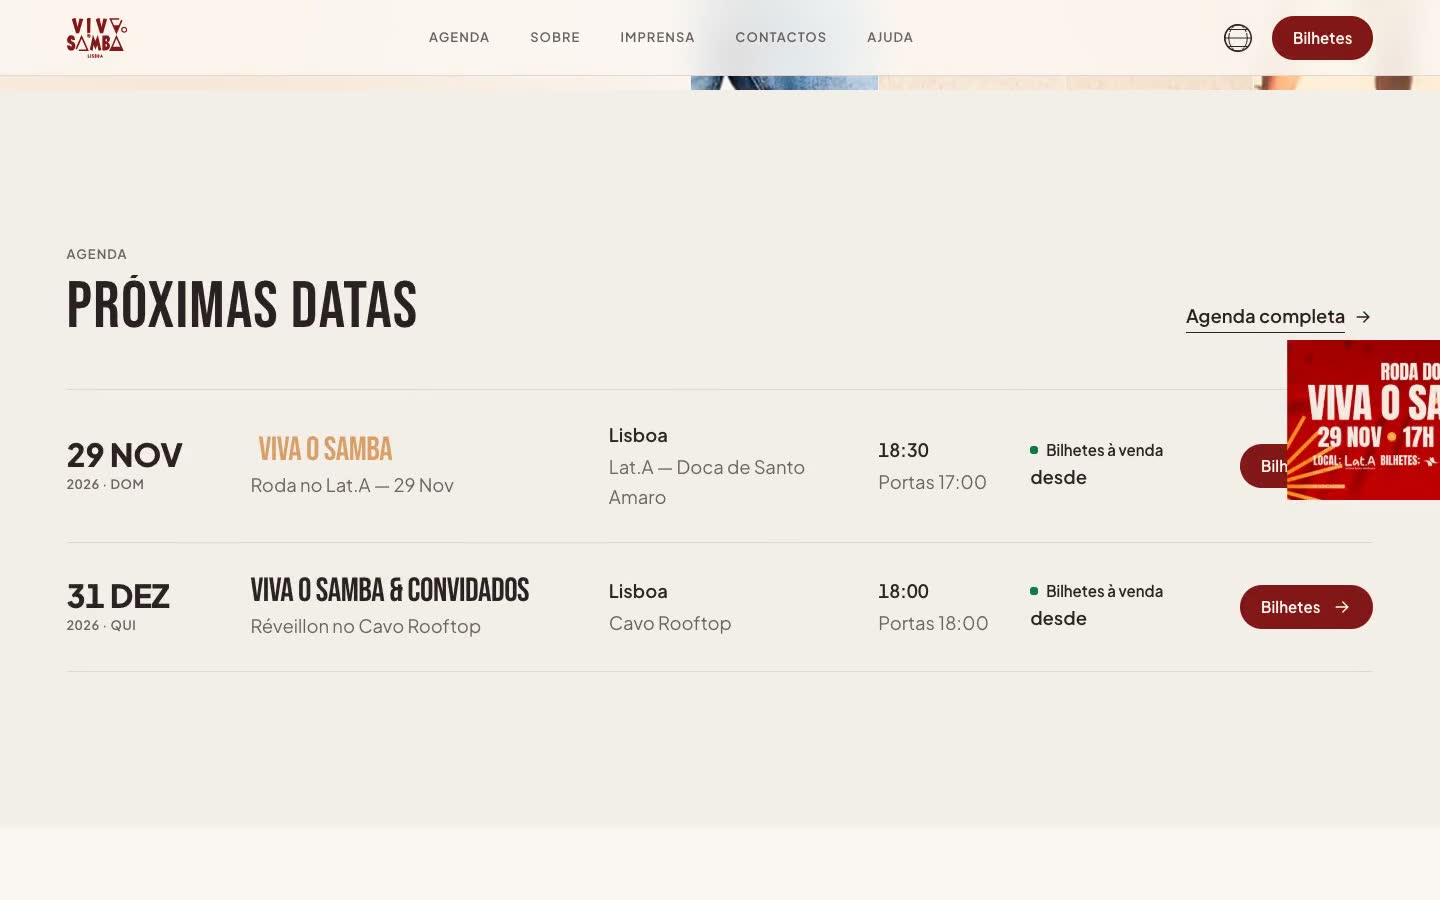 VIVO
SAMBA
LISBOA
AGENDA
SOBRE
IMPRENSA
CONTACTOS
AJUDA
Bilhetes
AGENDA
PRÓXIMAS DATAS
Agenda completa →
29 NOV
2026 · DOM
VIVA O SAMBA
Roda no Lat.A — 29 Nov
Lisboa
Lat.A — Doca de Santo
Amaro
18:30
Portas 17:00
Bilhetes à venda
desde
Bilh
RODA DO
VIVA O SA
29 NOV • 17H
LOCAL: Lat.A BILHETES:
31 DEZ
2026 · QUI
VIVA O SAMBA & CONVIDADOS
Réveillon no Cavo Rooftop
Lisboa
Cavo Rooftop
18:00
Portas 18:00
Bilhetes à venda
desde
Bilhetes →